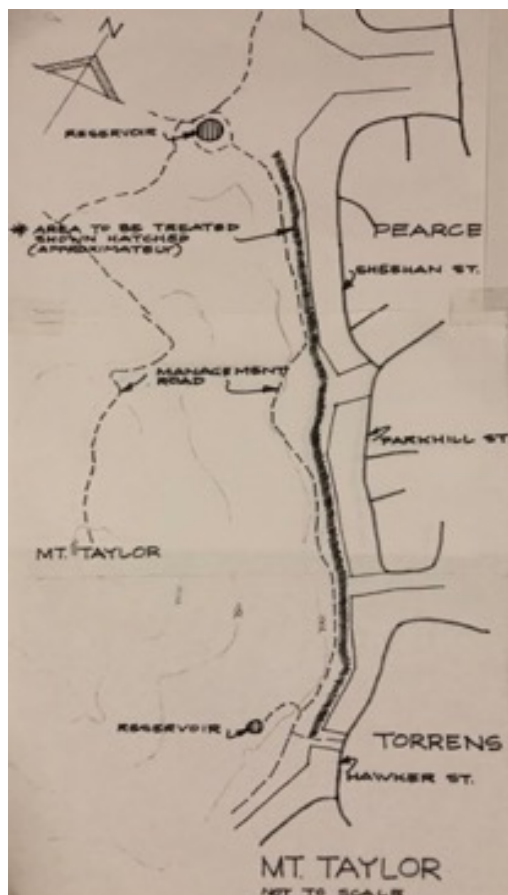 N
RESERVOIR
* AREA TO BE TREATED
SHOWN HATCHED
(APPROXIMATELY)
PEARCE
SHEEHAN ST.
MANAGEMENT
ROAD
PARKHILL ST
MT. TAYLOR
RESERVOIR
TORRENS
HAWKER ST.
MT. TAYLOR
NOT TO SCALE